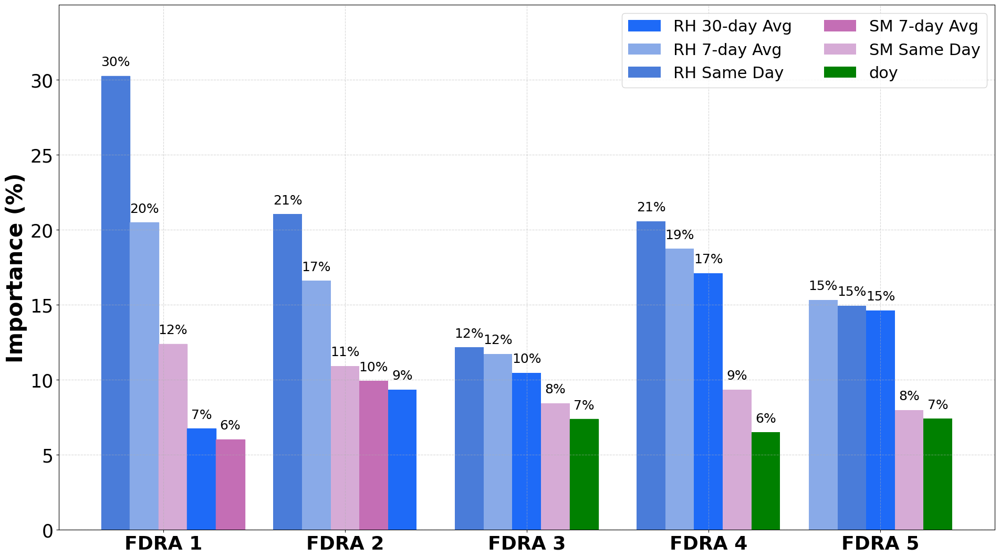 RH 30-day Avg
RH 7-day Avg
RH Same Day
SM 7-day Avg
SM Same Day
doy
Importance (%)
30
25
20
15
10
5
0
30%
20%
12%
7%
6%
21%
17%
11%
10%
9%
12%
12%
10%
8%
7%
21%
19%
17%
9%
6%
15%
15%
15%
8%
7%
FDRA 1
FDRA 2
FDRA 3
FDRA 4
FDRA 5